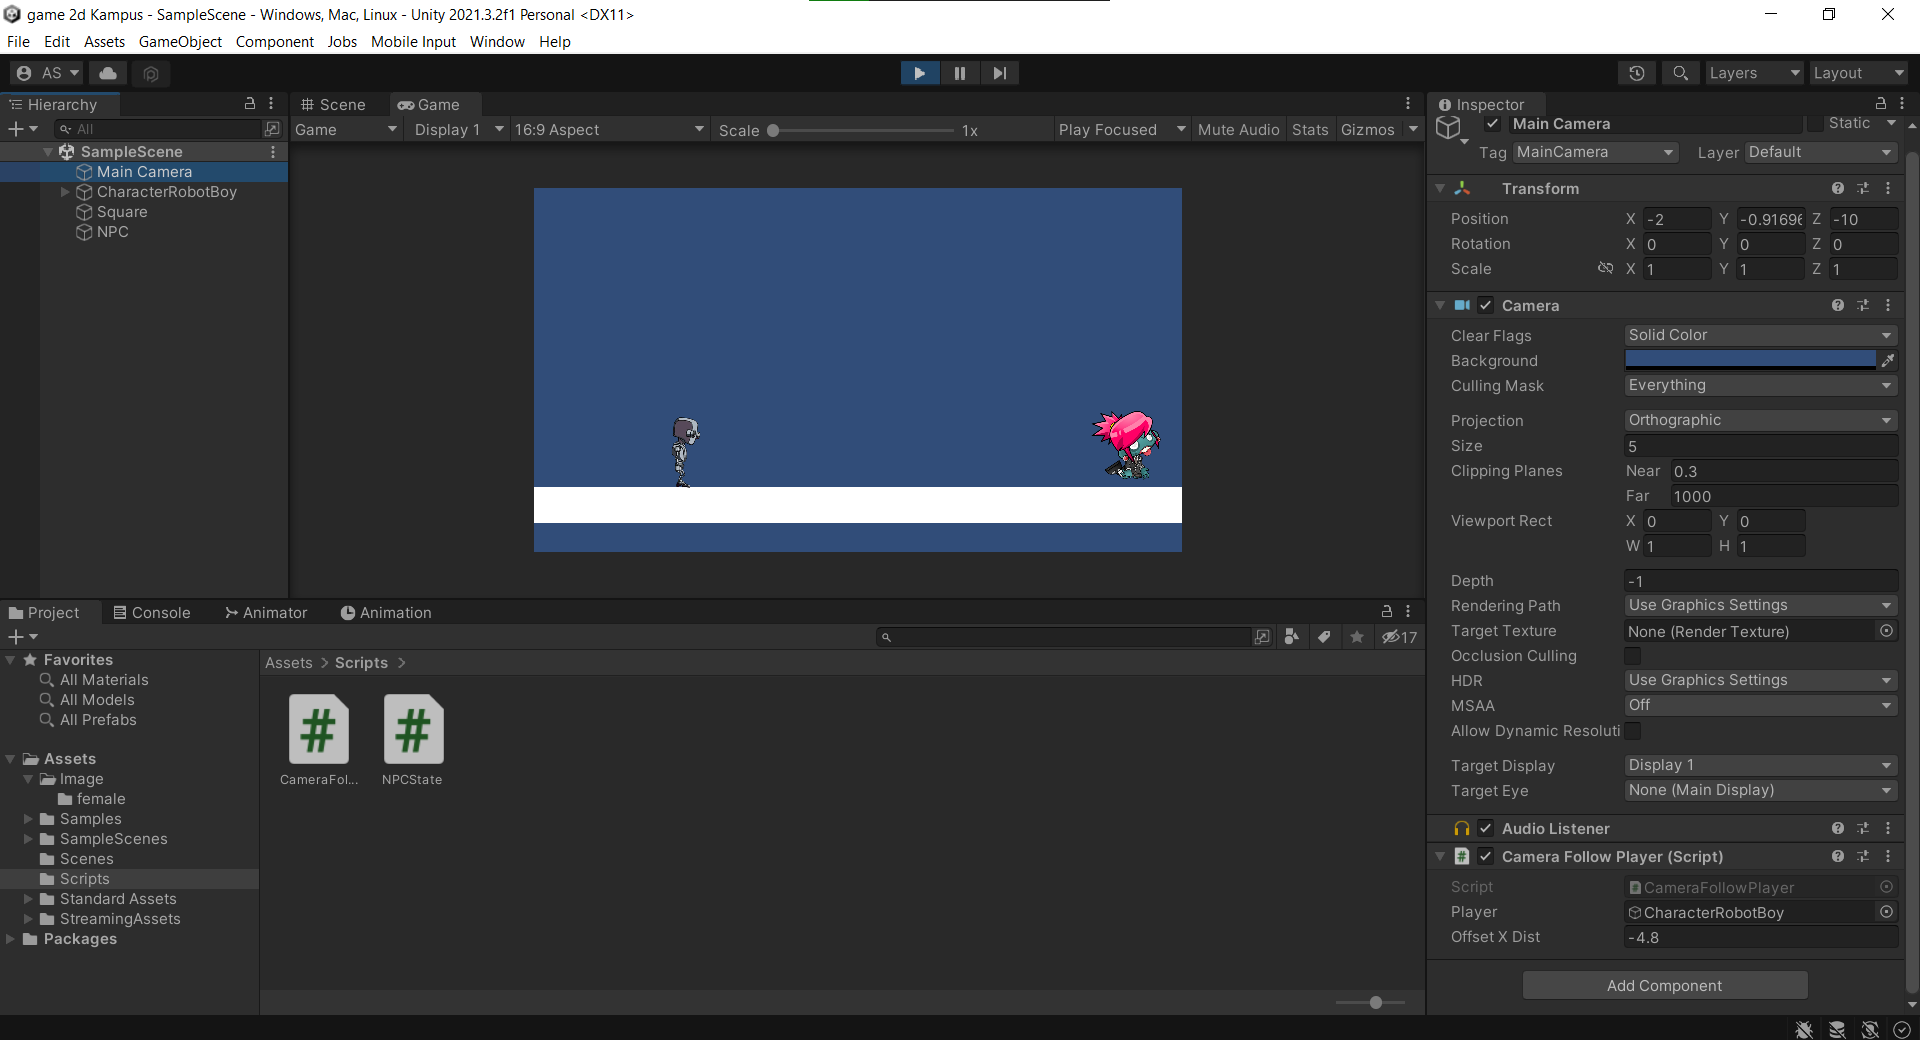 game 2d Kampus - SampleScene - Windows, Mac, Linux - Unity 2021.3.2f1 Personal <DX11>
File Edit Assets GameObject Component Jobs Mobile Input Window Help
AS Layers Layout
Hierarchy
All
SampleScene
Main Camera
CharacterRobotBoy
Square
NPC
Scene Game
Game Display 1 16:9 Aspect Scale 1x Play Focused Mute Audio Stats Gizmos
Inspector
Main Camera Static
Tag MainCamera Layer Default
Transform
Position X -2 Y -0.9169 Z -10
Rotation X 0 Y 0 Z 0
Scale X 1 Y 1 Z 1
Camera
Clear Flags Solid Color
Background
Culling Mask Everything
Projection Orthographic
Size 5
Clipping Planes Near 0.3
Far 1000
Viewport Rect X 0 Y 0
W 1 H 1
Depth -1
Rendering Path Use Graphics Settings
Target Texture None (Render Texture)
Occlusion Culling
HDR Use Graphics Settings
MSAA Off
Allow Dynamic Resoluti
Target Display Display 1
Target Eye None (Main Display)
Audio Listener
Camera Follow Player (Script)
Script CameraFollowPlayer
Player CharacterRobotBoy
Offset X Dist -4.8
Add Component
Project Console Animator Animation
17
Favorites
All Materials
All Models
All Prefabs
Assets
Image
female
Samples
SampleScenes
Scenes
Scripts
Standard Assets
StreamingAssets
Packages
Assets > Scripts >
CameraFol...
NPCState